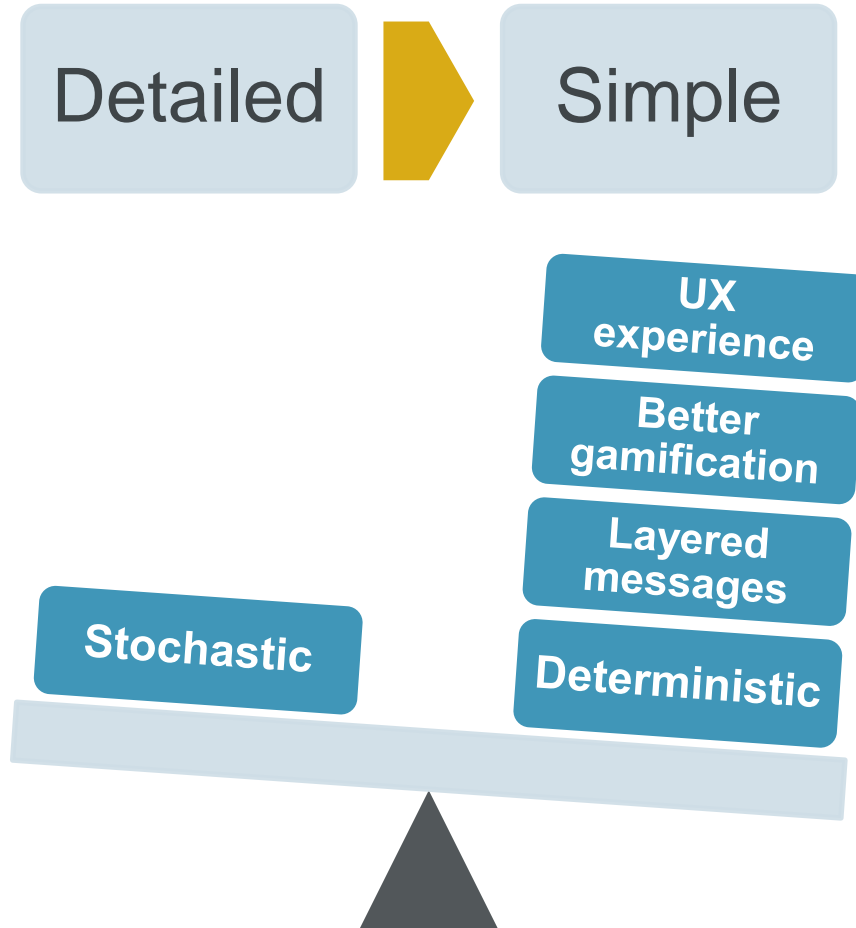 Detailed
Simple
UX
experience
Better
gamification
Layered
messages
Stochastic
Deterministic